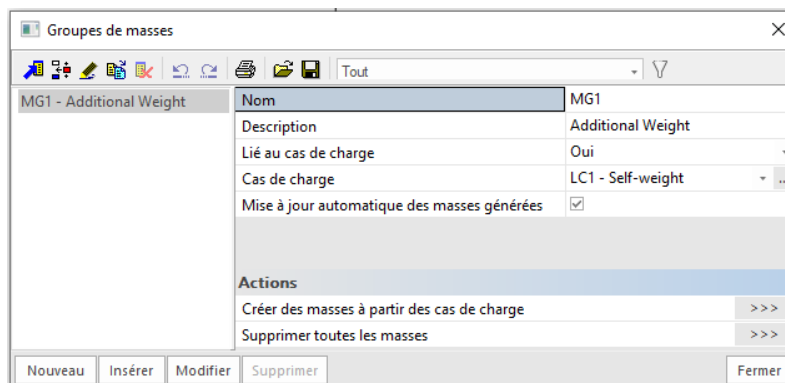 Groupes de masses
Tout
MG1 - Additional Weight
Nom MG1
Description Additional Weight
Lié au cas de charge Oui
Cas de charge LC1 - Self-weight ...
Mise à jour automatique des masses générées
Actions
Créer des masses à partir des cas de charge >>>
Supprimer toutes les masses >>>
Nouveau Insérer Modifier Supprimer Fermer